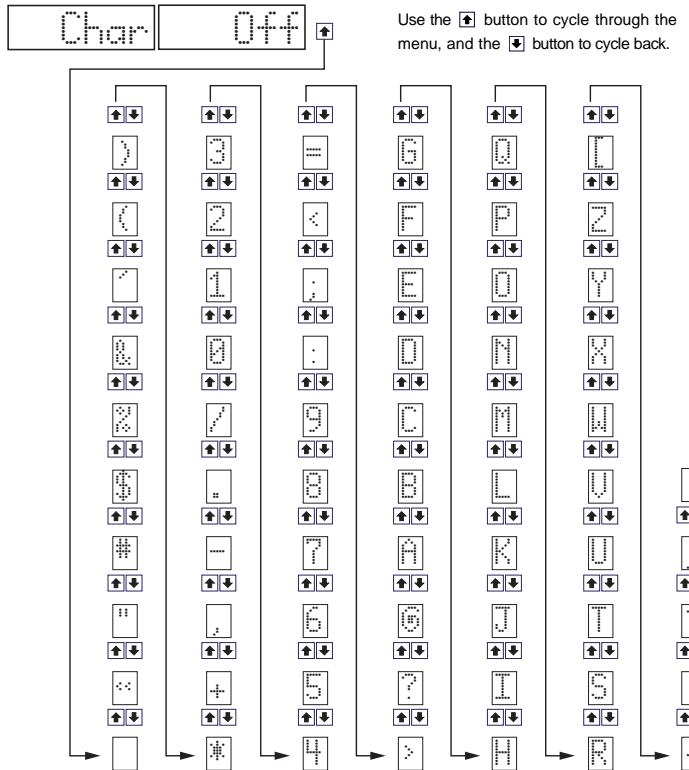 Char Off
Use the button to cycle through the
menu, and the button to cycle back.
) 3 = G Q [
( 2 < F P Z
´ 1 ; E O Y
& 0 : D N X
% / 9 C M W
$ . 8 B L V
# - 7 A K U
" , 6 @ J T
+ 5 ? I S
* 4 > H R